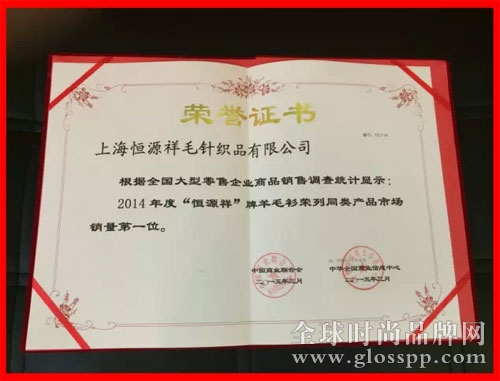 荣誉证书
上海恒源祥毛针织品有限公司
根据全国大型零售企业商品销售调查统计显示：
2014年度“恒源祥”牌羊毛衫荣列同类产品市场
销量第一位。
中国商业联合会
中华全国商业信息中心
二〇一五年三月
二〇一五年三月
全球时尚品牌网
www.glosspp.com